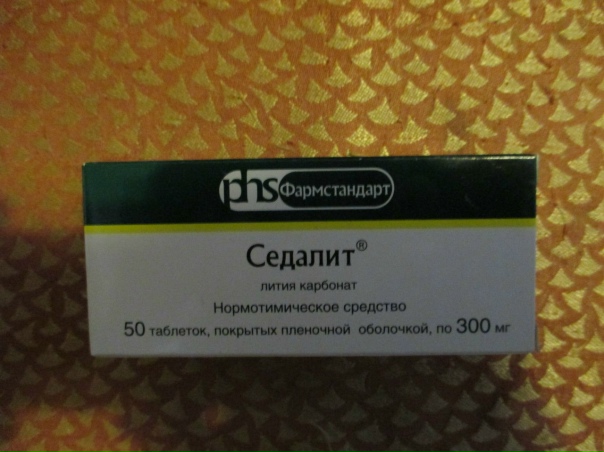 phs Фармстандарт
Седалит®
лития карбонат
Нормотимическое средство
50 таблеток, покрытых пленочной оболочкой, по 300 мг